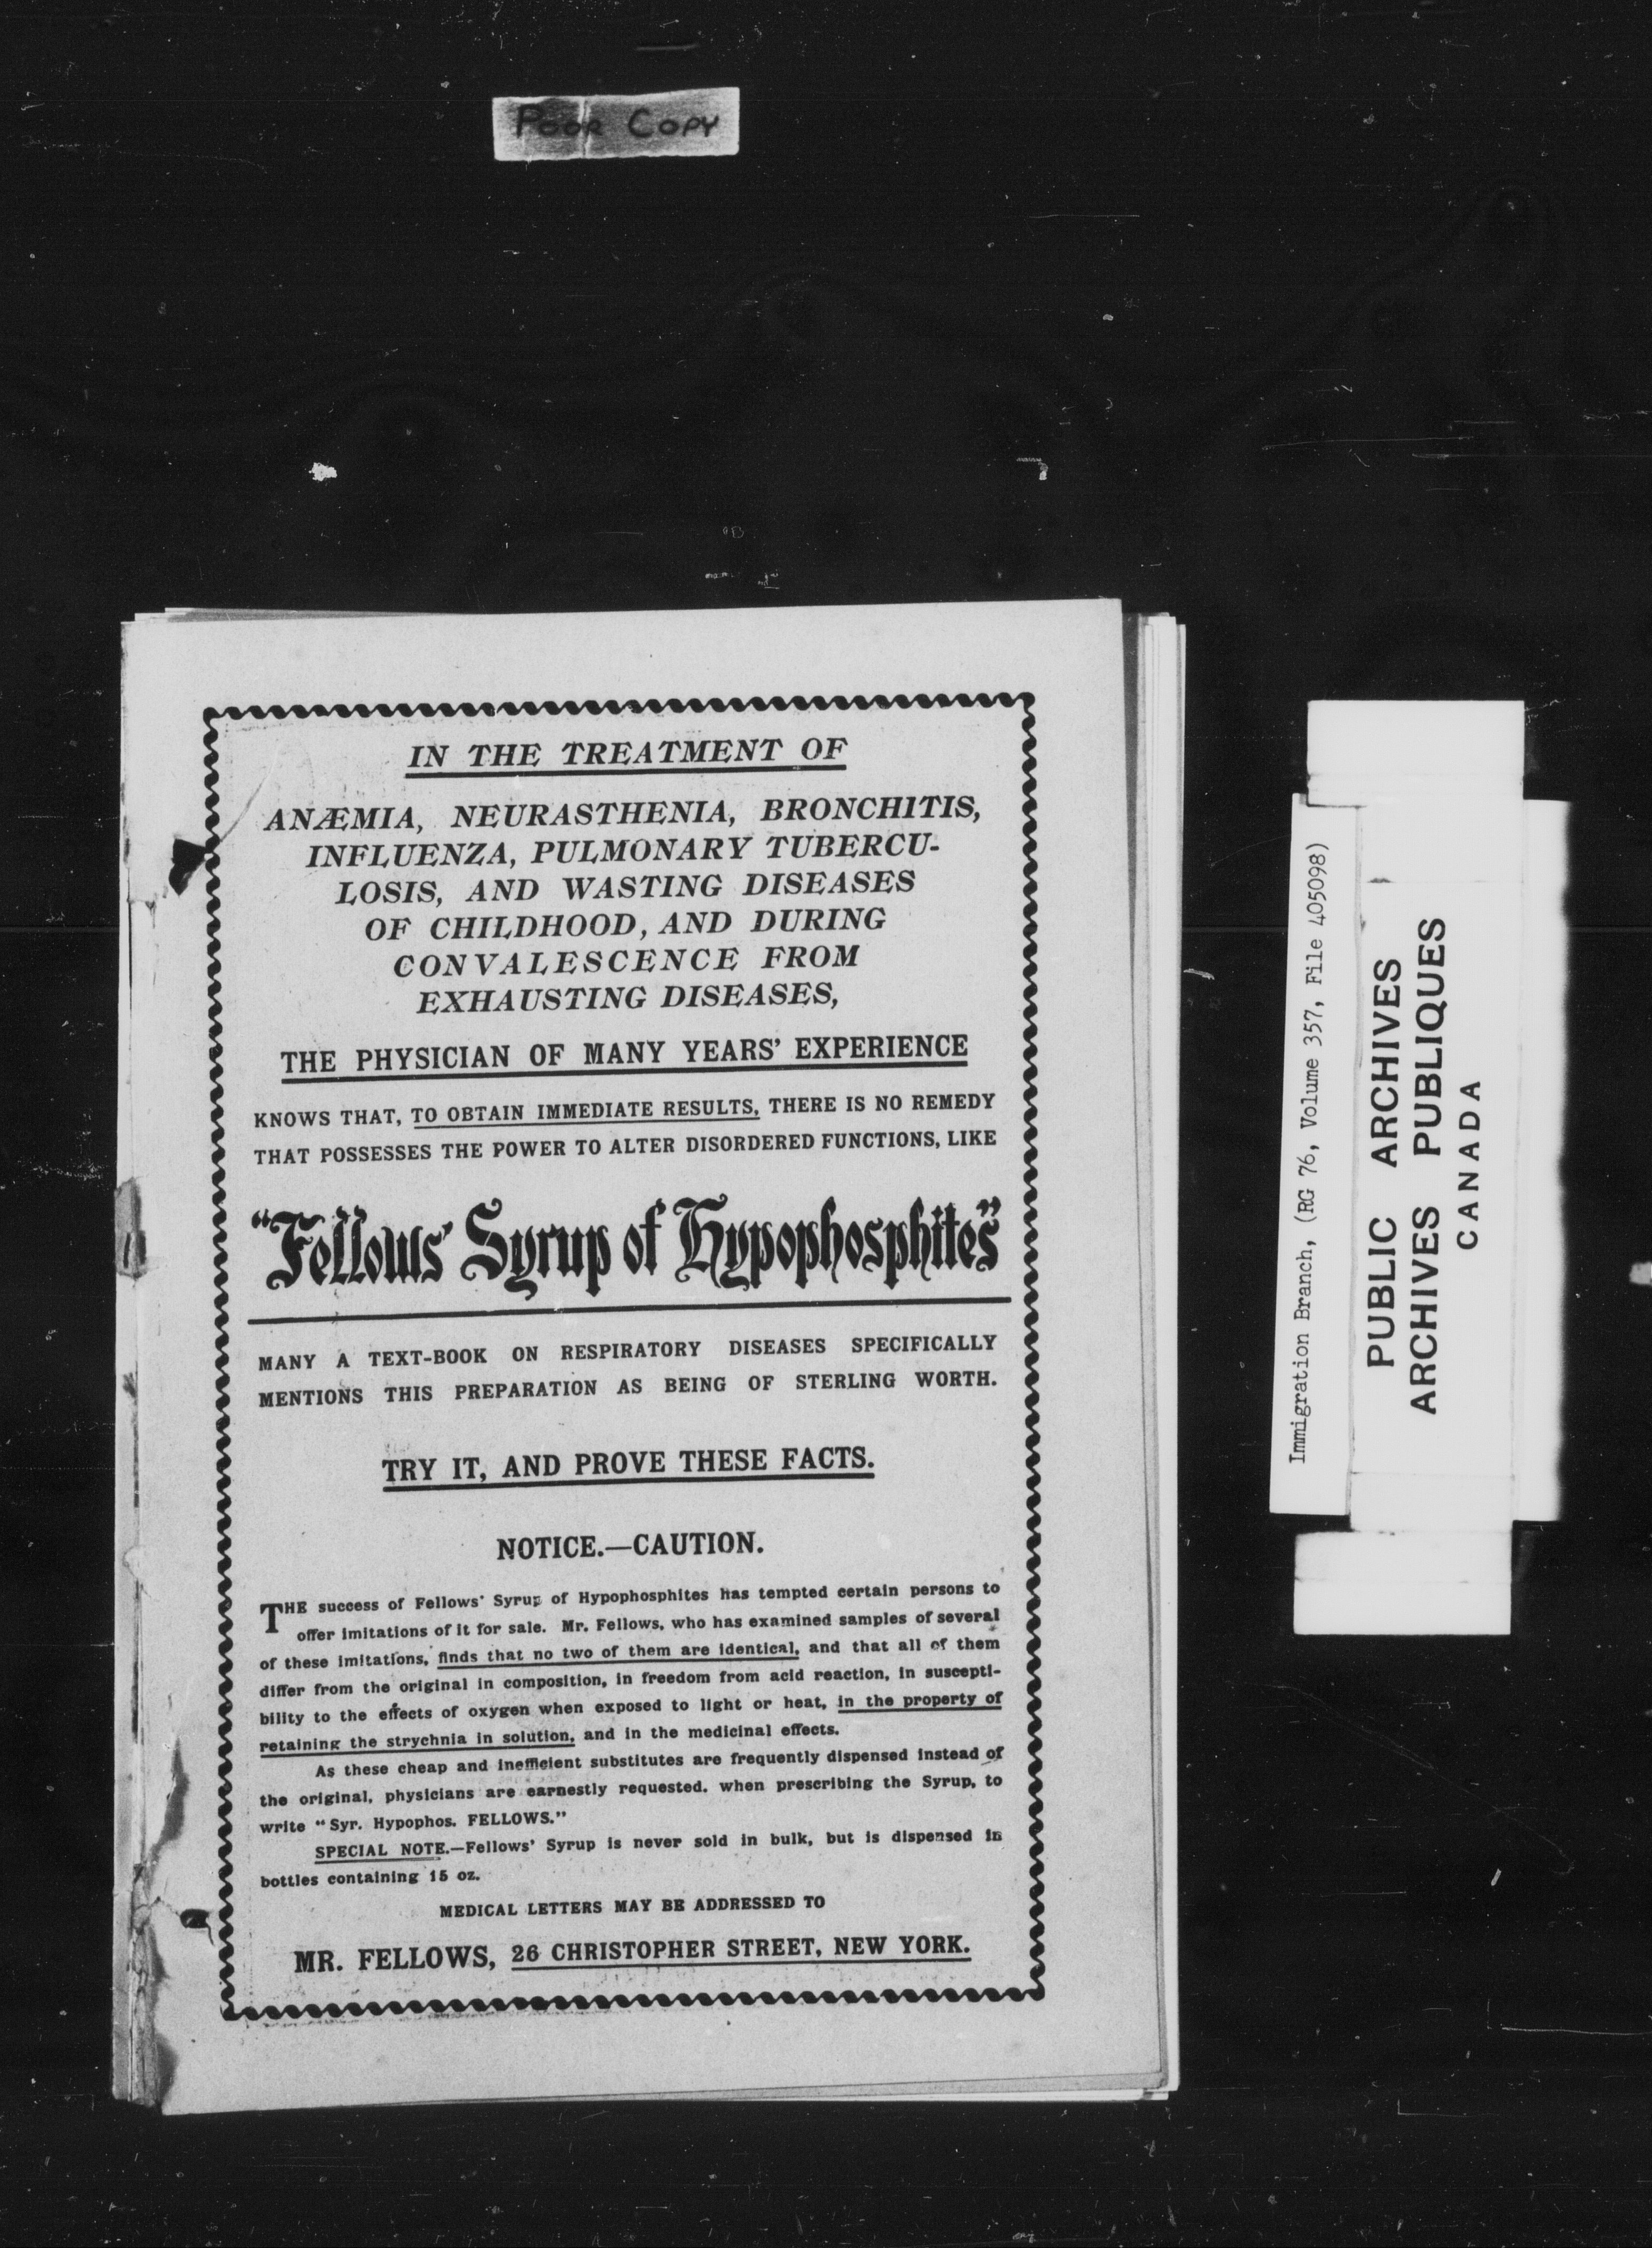 POOR COPY
IN THE TREATMENT OF
ANÆMIA, NEURASTHENIA, BRONCHITIS,
INFLUENZA, PULMONARY TUBERCU-
LOSIS, AND WASTING DISEASES
OF CHILDHOOD, AND DURING
CONVALESCENCE FROM
EXHAUSTING DISEASES,
THE PHYSICIAN OF MANY YEARS' EXPERIENCE
KNOWS THAT, TO OBTAIN IMMEDIATE RESULTS, THERE IS NO REMEDY
THAT POSSESSES THE POWER TO ALTER DISORDERED FUNCTIONS, LIKE
"Fellows' Syrup of Hypophosphites"
MANY A TEXT-BOOK ON RESPIRATORY DISEASES SPECIFICALLY
MENTIONS THIS PREPARATION AS BEING OF STERLING WORTH.
TRY IT, AND PROVE THESE FACTS.
NOTICE.—CAUTION.
THE success of Fellows' Syrup of Hypophosphites has tempted certain persons to
offer imitations of it for sale. Mr. Fellows, who has examined samples of several
of these imitations, finds that no two of them are identical, and that all of them
differ from the original in composition, in freedom from acid reaction, in suscepti-
bility to the effects of oxygen when exposed to light or heat, in the property of
retaining the strychnia in solution, and in the medicinal effects.
As these cheap and inefficient substitutes are frequently dispensed instead of
the original, physicians are earnestly requested, when prescribing the Syrup, to
write "Syr. Hypophos. FELLOWS."
SPECIAL NOTE.—Fellows' Syrup is never sold in bulk, but is dispensed in
bottles containing 15 oz.
MEDICAL LETTERS MAY BE ADDRESSED TO
MR. FELLOWS, 26 CHRISTOPHER STREET, NEW YORK.
Immigration Branch, (RG 76, Volume 357, File 405098)
PUBLIC ARCHIVES
ARCHIVES PUBLIQUES
CANADA